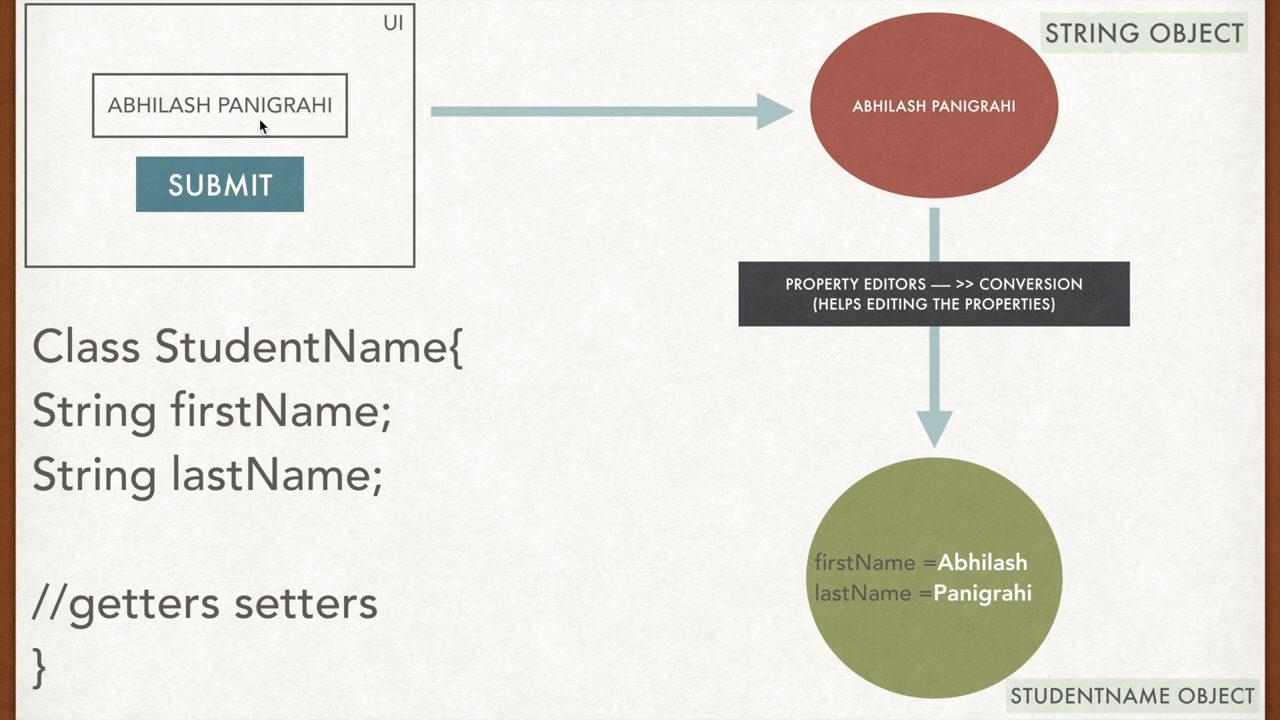 UI
ABHILASH PANIGRAHI
SUBMIT
STRING OBJECT
ABHILASH PANIGRAHI
PROPERTY EDITORS — >> CONVERSION
(HELPS EDITING THE PROPERTIES)
Class StudentName{
String firstName;
String lastName;
//getters setters
}
firstName =Abhilash
lastName =Panigrahi
STUDENTNAME OBJECT